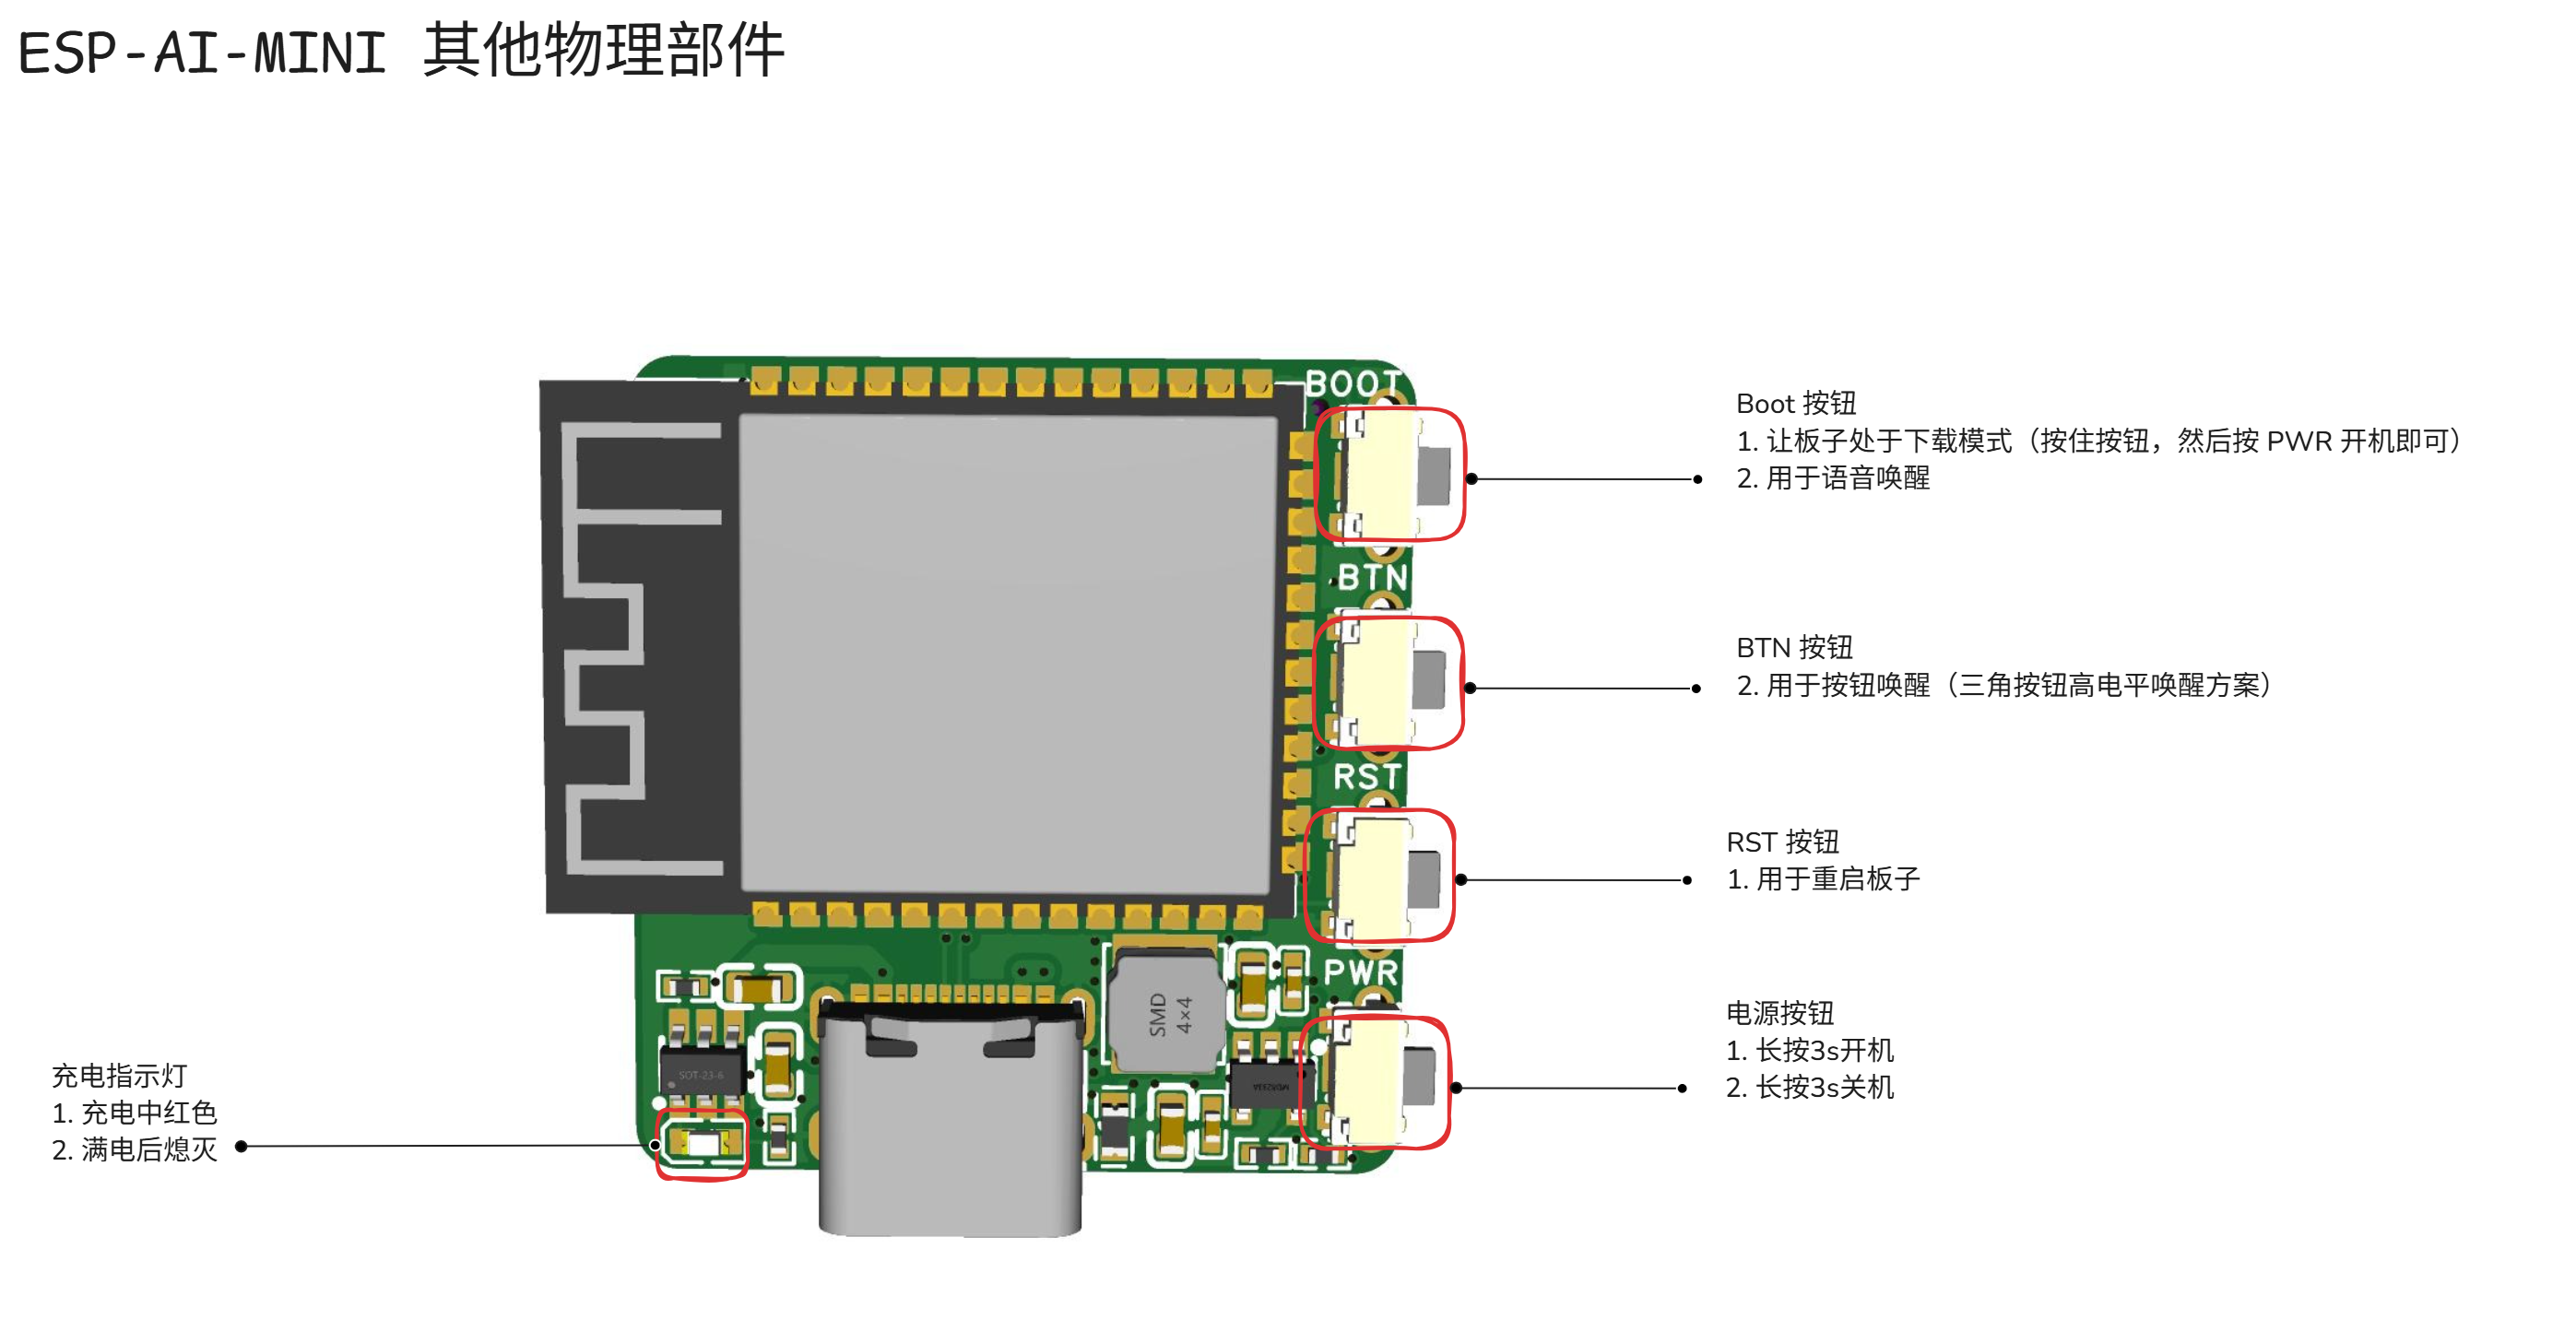 ESP-AI-MINI 其他物理部件
BOOT
Boot 按钮
1. 让板子处于下载模式（按住按钮，然后按 PWR 开机即可）
2. 用于语音唤醒
BTN
BTN 按钮
2. 用于按钮唤醒（三角按钮高电平唤醒方案）
RST
RST 按钮
1. 用于重启板子
PWR
电源按钮
1. 长按3s开机
2. 长按3s关机
SMD
4×4
SOT-23-6
充电指示灯
1. 充电中红色
2. 满电后熄灭